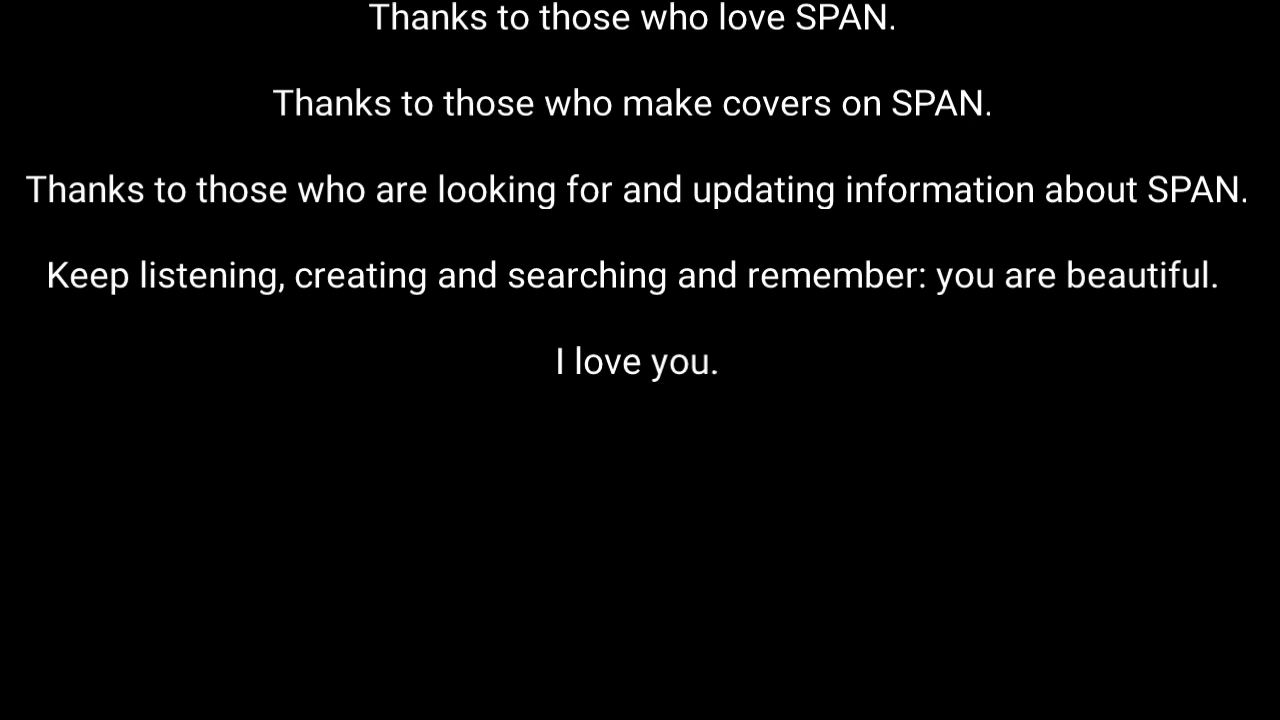 Thanks to those who love SPAN.
Thanks to those who make covers on SPAN.
Thanks to those who are looking for and updating information about SPAN.
Keep listening, creating and searching and remember: you are beautiful.
I love you.